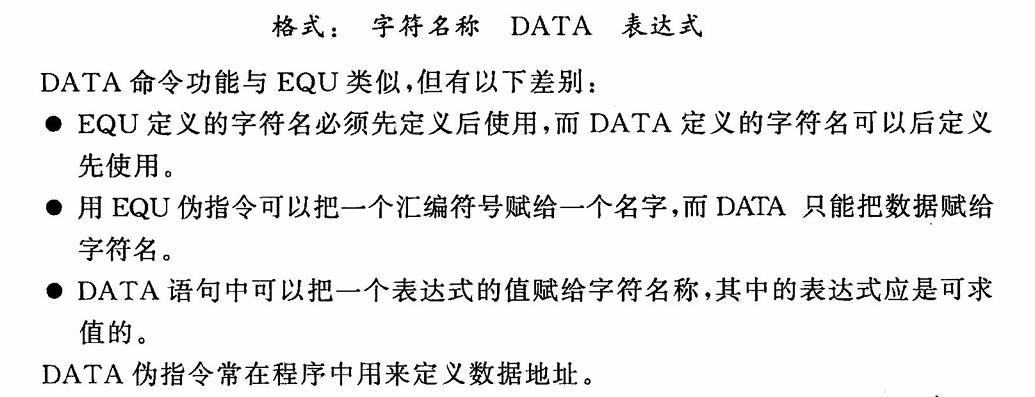 格式： 字符名称 DATA 表达式
DATA 命令功能与 EQU 类似，但有以下差别：
● EQU 定义的字符名必须先定义后使用，而 DATA 定义的字符名可以后定义
先使用。
● 用 EQU 伪指令可以把一个汇编符号赋给一个名字，而 DATA 只能把数据赋给
字符名。
● DATA 语句中可以把一个表达式的值赋给字符名称，其中的表达式应是可求
值的。
DATA 伪指令常在程序中用来定义数据地址。